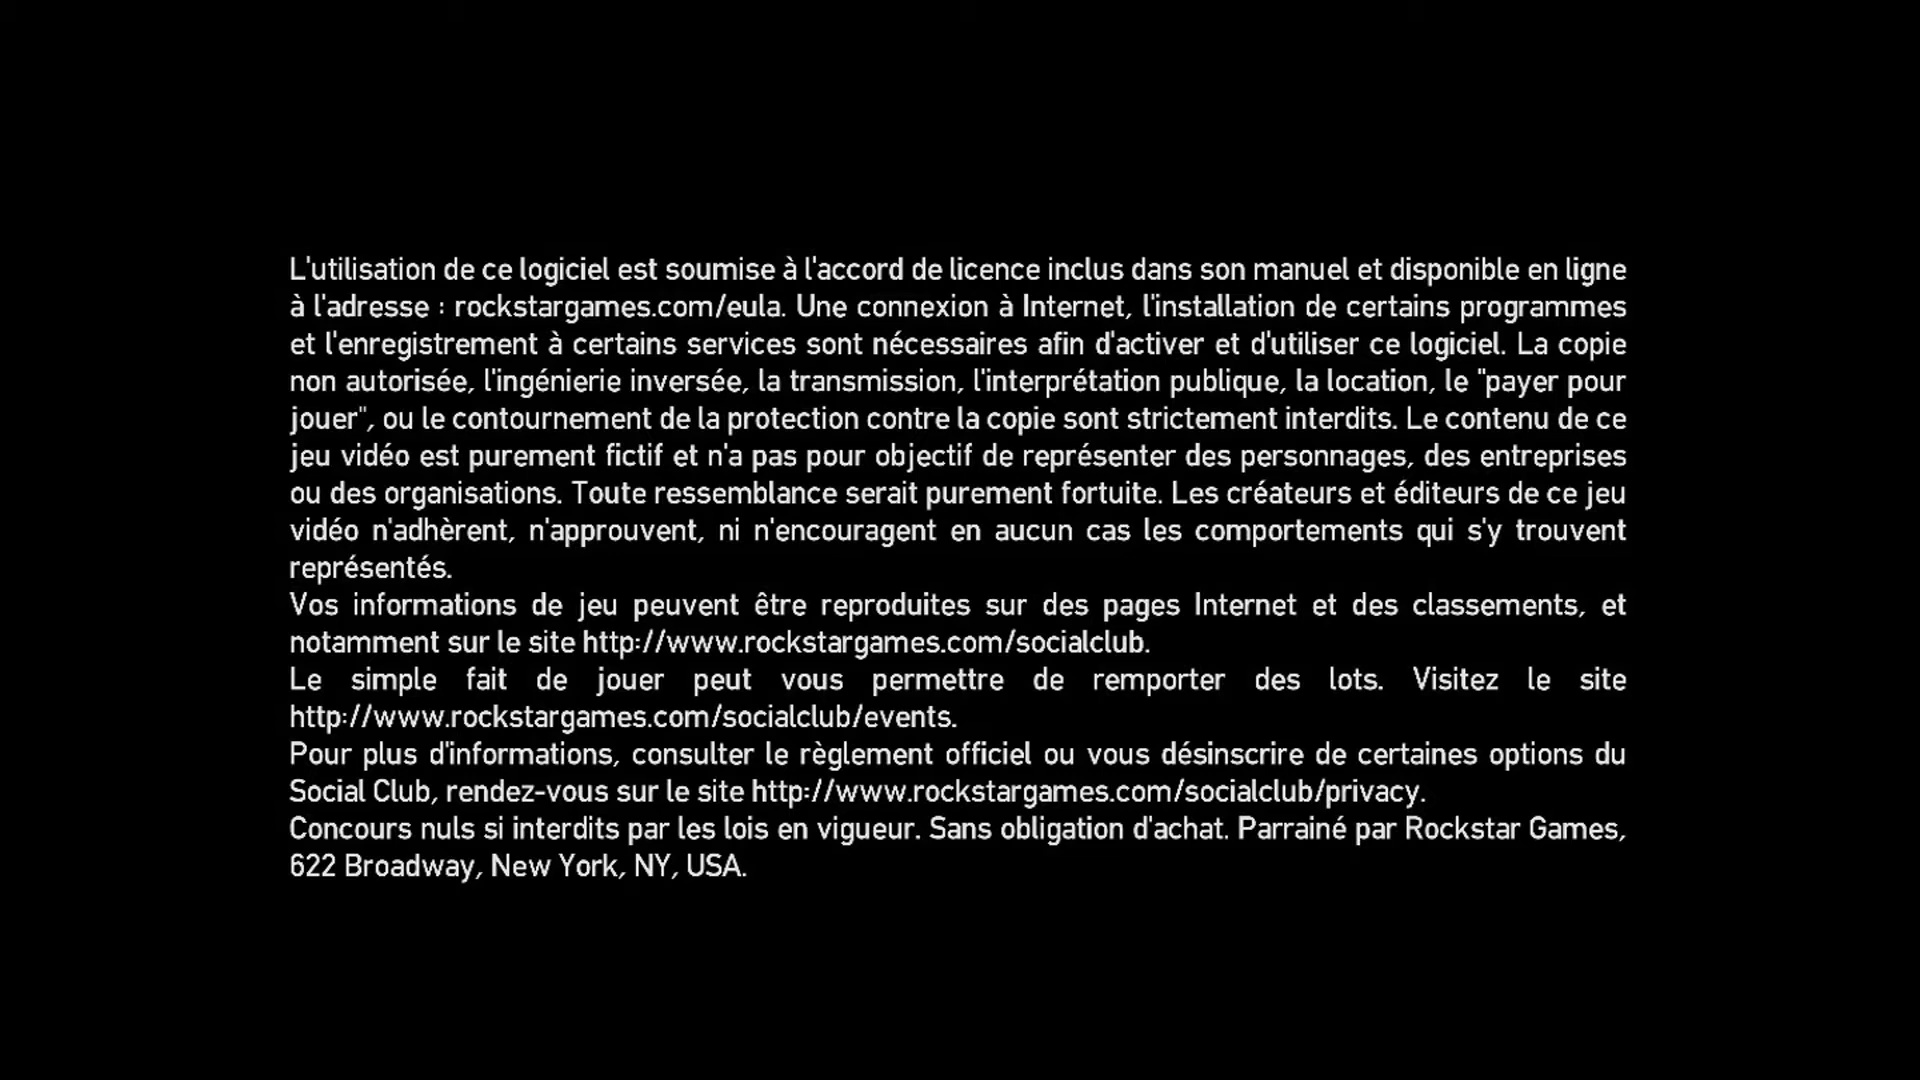 L'utilisation de ce logiciel est soumise à l'accord de licence inclus dans son manuel et disponible en ligne
à l'adresse : rockstargames.com/eula. Une connexion à Internet, l'installation de certains programmes
et l'enregistrement à certains services sont nécessaires afin d'activer et d'utiliser ce logiciel. La copie
non autorisée, l'ingénierie inversée, la transmission, l'interprétation publique, la location, le "payer pour
jouer", ou le contournement de la protection contre la copie sont strictement interdits. Le contenu de ce
jeu vidéo est purement fictif et n'a pas pour objectif de représenter des personnages, des entreprises
ou des organisations. Toute ressemblance serait purement fortuite. Les créateurs et éditeurs de ce jeu
vidéo n'adhèrent, n'approuvent, ni n'encouragent en aucun cas les comportements qui s'y trouvent
représentés.
Vos informations de jeu peuvent être reproduites sur des pages Internet et des classements, et
notamment sur le site http://www.rockstargames.com/socialclub.
Le simple fait de jouer peut vous permettre de remporter des lots. Visitez le site
http://www.rockstargames.com/socialclub/events.
Pour plus d'informations, consulter le règlement officiel ou vous désinscrire de certaines options du
Social Club, rendez-vous sur le site http://www.rockstargames.com/socialclub/privacy.
Concours nuls si interdits par les lois en vigueur. Sans obligation d'achat. Parrainé par Rockstar Games,
622 Broadway, New York, NY, USA.